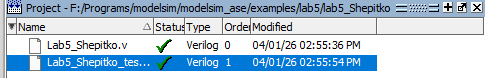 Project - F:/Programs/modelsim/modelsim_ase/examples/lab5/lab5_Shepitko
Name Status Type Order Modified
Lab5_Shepitko.v Verilog 0 04/01/26 02:55:36 PM
Lab5_Shepitko_tes... Verilog 1 04/01/26 02:55:54 PM